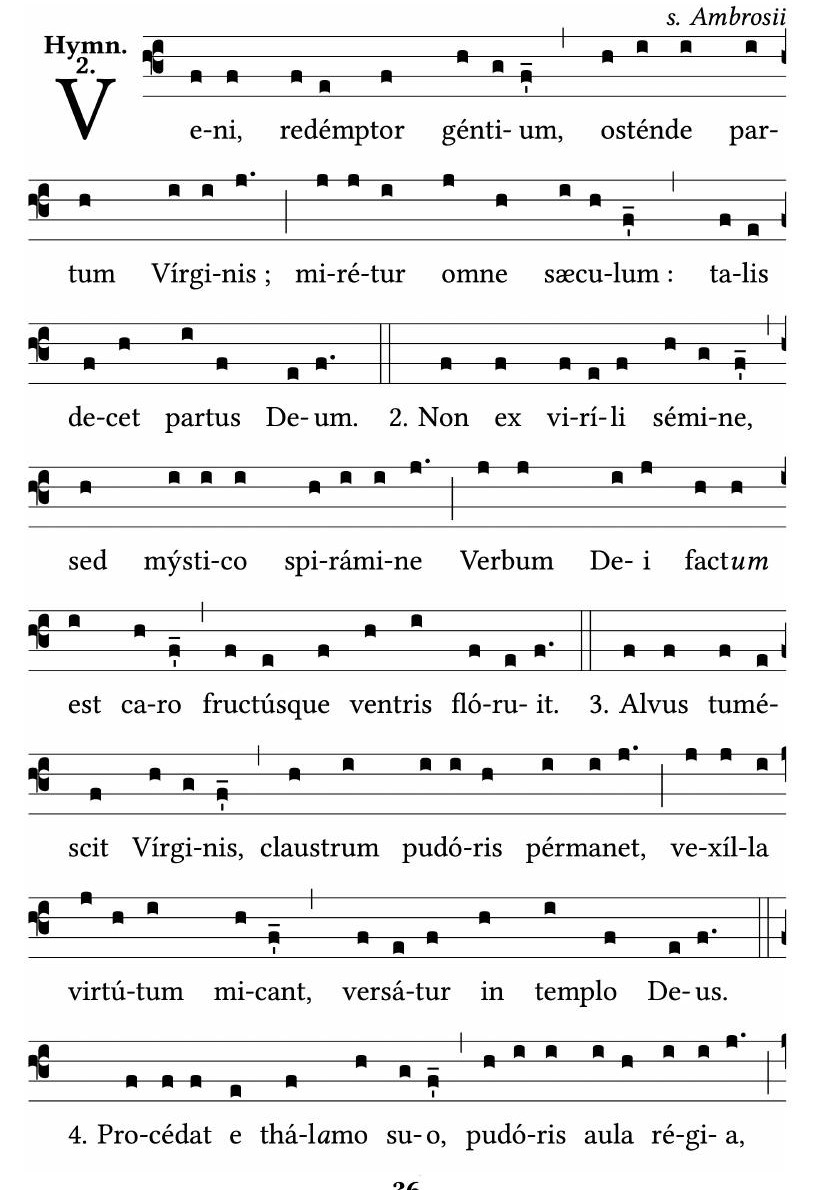 s. Ambrosii
Hymn.
2.
Ve-ni, redémptor génti-um, osténde par-
tum Vírgi-nis ; mi-ré-tur omne sæcu-lum : ta-lis
de-cet partus De-um. 2. Non ex vi-rí-li sémi-ne,
sed mýsti-co spi-rámi-ne Verbum De-i factum
est ca-ro fructúsque ventris fló-ru-it. 3. Alvus tumé-
scit Vírgi-nis, claustrum pudó-ris pérmanet, ve-xíl-la
virtú-tum mi-cant, versá-tur in templo De-us.
4. Pro-cédat e thá-lamo su-o, pudó-ris aula ré-gi-a,